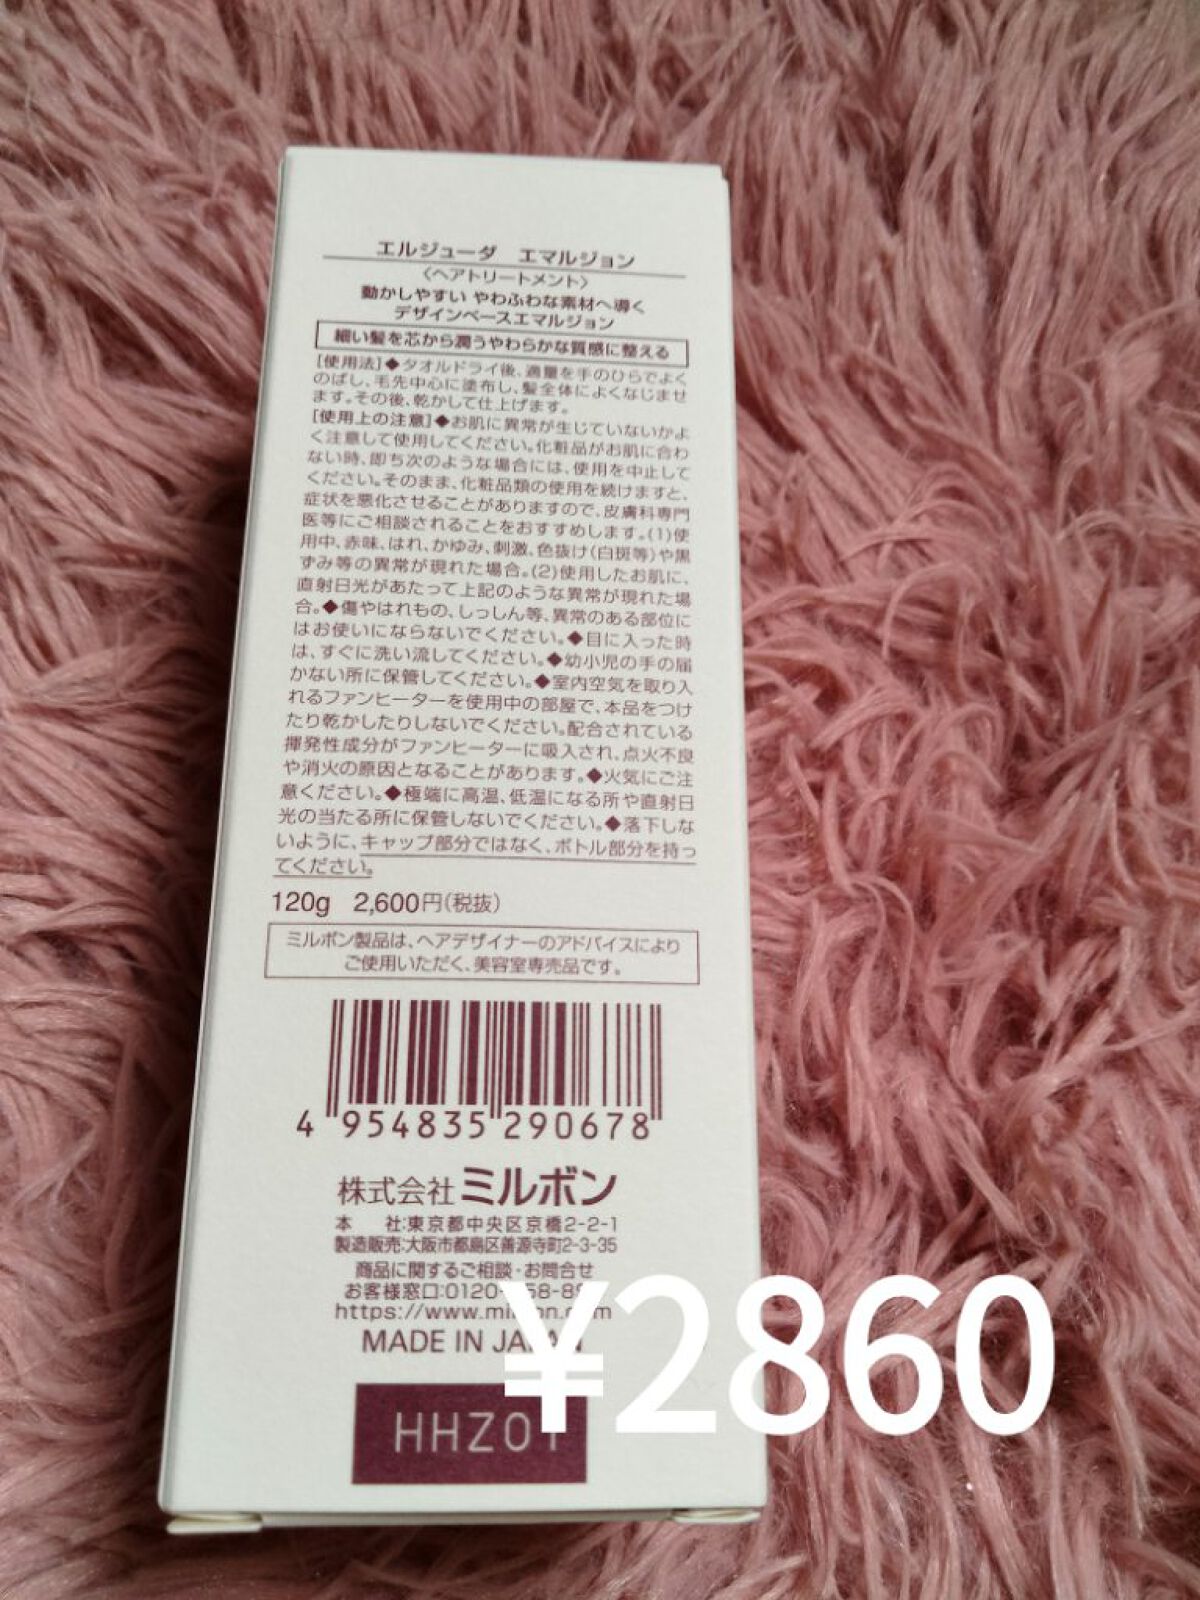 エルジューダ エマルジョン
〈ヘアトリートメント〉
動かしやすい やわふわな素材へ導く
デザインベースエマルジョン
細い髪を芯から潤うやわらかな質感に整える
[使用法]◆タオルドライ後、適量を手のひらでよく
のばし、毛先中心に塗布し、髪全体によくなじませ
ます。その後、乾かして仕上げます。
[使用上の注意]◆お肌に異常が生じていないかよ
く注意して使用してください。化粧品がお肌に合わ
ない時、即ち次のような場合には、使用を中止して
ください。そのまま、化粧品類の使用を続けますと、
症状を悪化させることがありますので、皮膚科専門
医等にご相談されることをおすすめします。(1)使
用中、赤味、はれ、かゆみ、刺激、色抜け(白斑等)や黒
ずみ等の異常が現れた場合。(2)使用したお肌に、
直射日光があたって上記のような異常が現れた場
合。◆傷やはれもの、しっしん等、異常のある部位に
はお使いにならないでください。◆目に入った時
は、すぐに洗い流してください。◆幼小児の手の届
かない所に保管してください。◆室内空気を取り入
れるファンヒーターを使用中の部屋で、本品をつけ
たり乾かしたりしないでください。配合されている
揮発性成分がファンヒーターに吸入され、点火不良
や消火の原因となることがあります。◆火気にご注
意ください。◆極端に高温、低温になる所や直射日
光の当たる所に保管しないでください。◆落下しな
いように、キャップ部分ではなく、ボトル部分を持っ
てください。
120g 2,600円(税抜)
ミルボン製品は、ヘアデザイナーのアドバイスにより
ご使用いただく、美容室専売品です。
4 954835 290678
株式会社 ミルボン
本 社:東京都中央区京橋2-2-1
製造販売:大阪市都島区善源寺町2-3-35
商品に関するご相談・お問合せ
お客様窓口:0120-
https://www.mil
MADE IN
¥2860
HHZ01